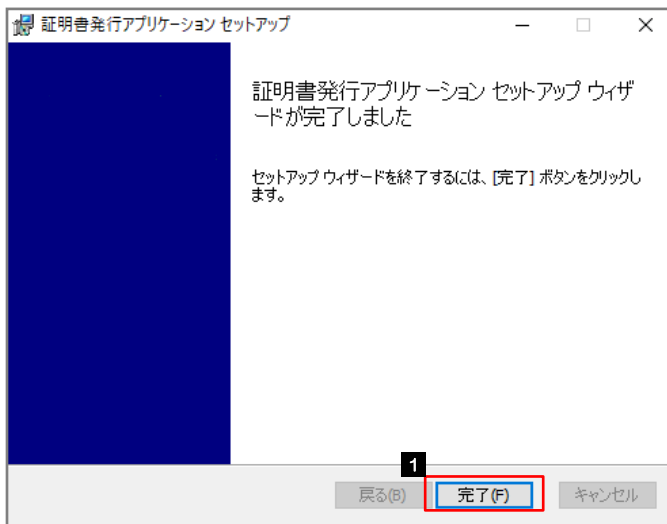 証明書発行アプリケーション セットアップ
証明書発行アプリケーション セットアップ ウィザ
ードが完了しました
セットアップ ウィザードを終了するには、[完了] ボタンをクリックし
ます。
1
戻る(B) 完了(F) キャンセル